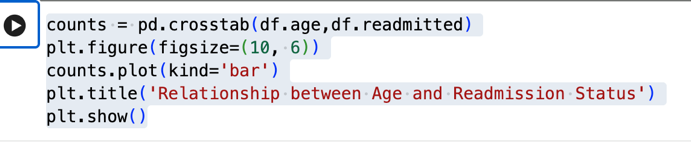 counts = pd.crosstab(df.age,df.readmitted)
plt.figure(figsize=(10, 6))
counts.plot(kind='bar')
plt.title('Relationship between Age and Readmission Status')
plt.show()